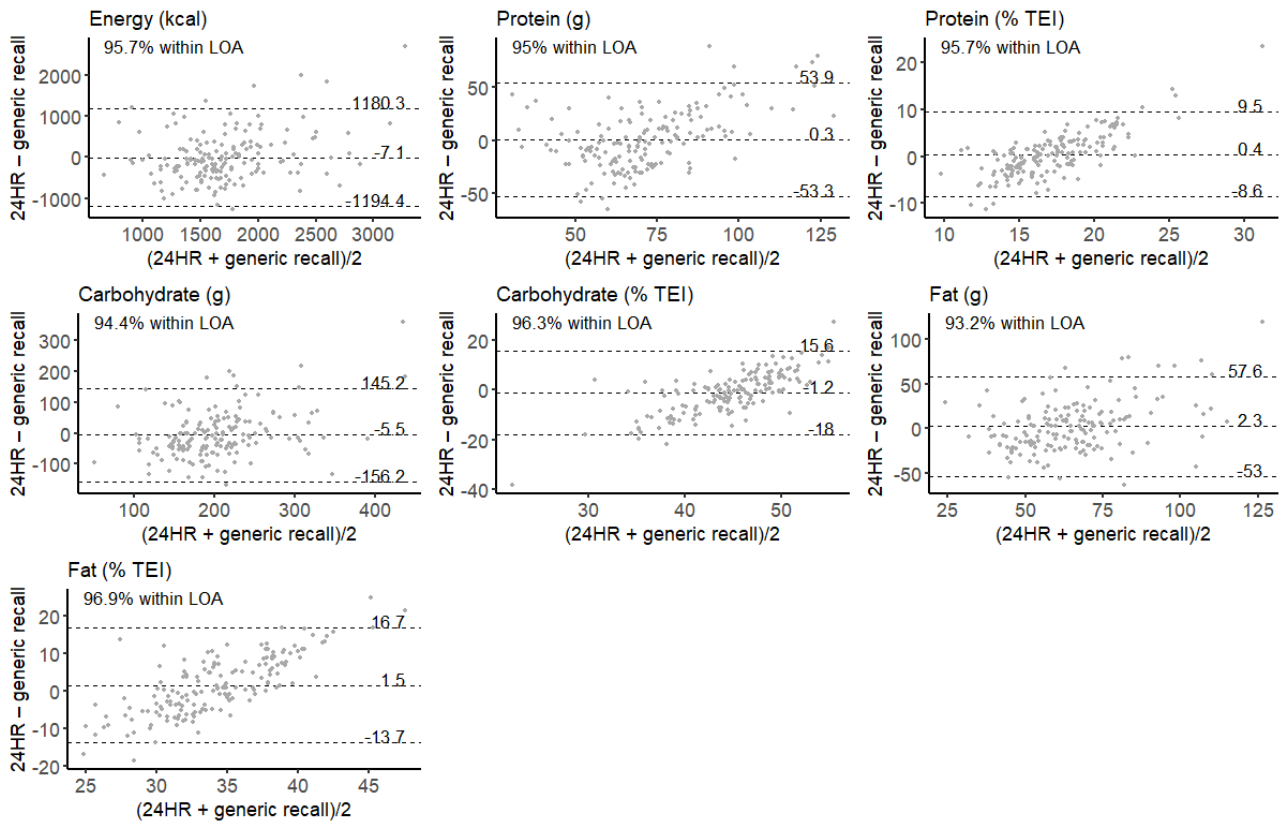 Energy (kcal)
95.7% within LOA
24HR − generic recall
2000
1000
0
-1000
1180.3
-7.1
-1194.4
1000 1500 2000 2500 3000
(24HR + generic recall)/2
Protein (g)
95% within LOA
24HR − generic recall
50
0
-50
53.9
0.3
-53.3
50 75 100 125
(24HR + generic recall)/2
Protein (% TEI)
95.7% within LOA
24HR − generic recall
20
10
0
-10
9.5
0.4
-8.6
10 15 20 25 30
(24HR + generic recall)/2
Carbohydrate (g)
94.4% within LOA
24HR − generic recall
300
200
100
0
-100
145.2
-5.5
-156.2
100 200 300 400
(24HR + generic recall)/2
Carbohydrate (% TEI)
96.3% within LOA
24HR − generic recall
20
0
-20
-40
15.6
-1.2
-18
30 40 50
(24HR + generic recall)/2
Fat (g)
93.2% within LOA
24HR − generic recall
100
50
0
-50
57.6
2.3
-53
25 50 75 100 125
(24HR + generic recall)/2
Fat (% TEI)
96.9% within LOA
24HR − generic recall
20
10
0
-10
-20
16.7
1.5
-13.7
25 30 35 40 45
(24HR + generic recall)/2